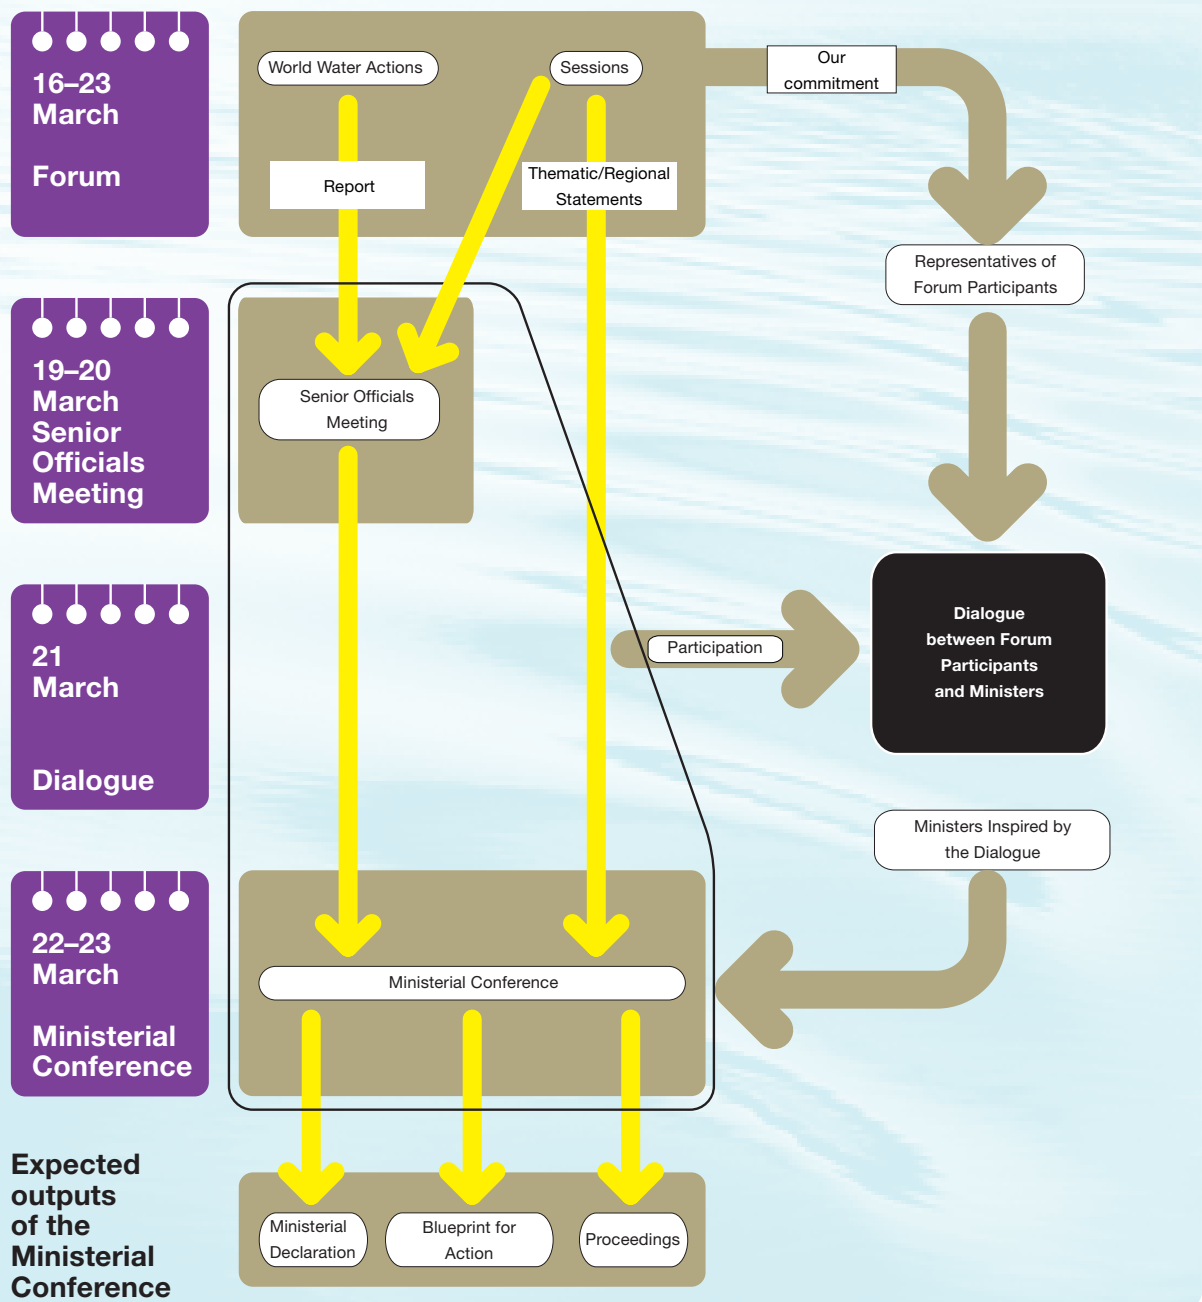 16–23
March
Forum
World Water Actions
Sessions
Our
commitment
Report
Thematic/Regional
Statements
Representatives of
Forum Participants
19–20
March
Senior
Officials
Meeting
Senior Officials
Meeting
21
March
Dialogue
Participation
Dialogue
between Forum
Participants
and Ministers
Ministers Inspired by
the Dialogue
22–23
March
Ministerial
Conference
Ministerial Conference
Expected
outputs
of the
Ministerial
Conference
Ministerial
Declaration
Blueprint for
Action
Proceedings